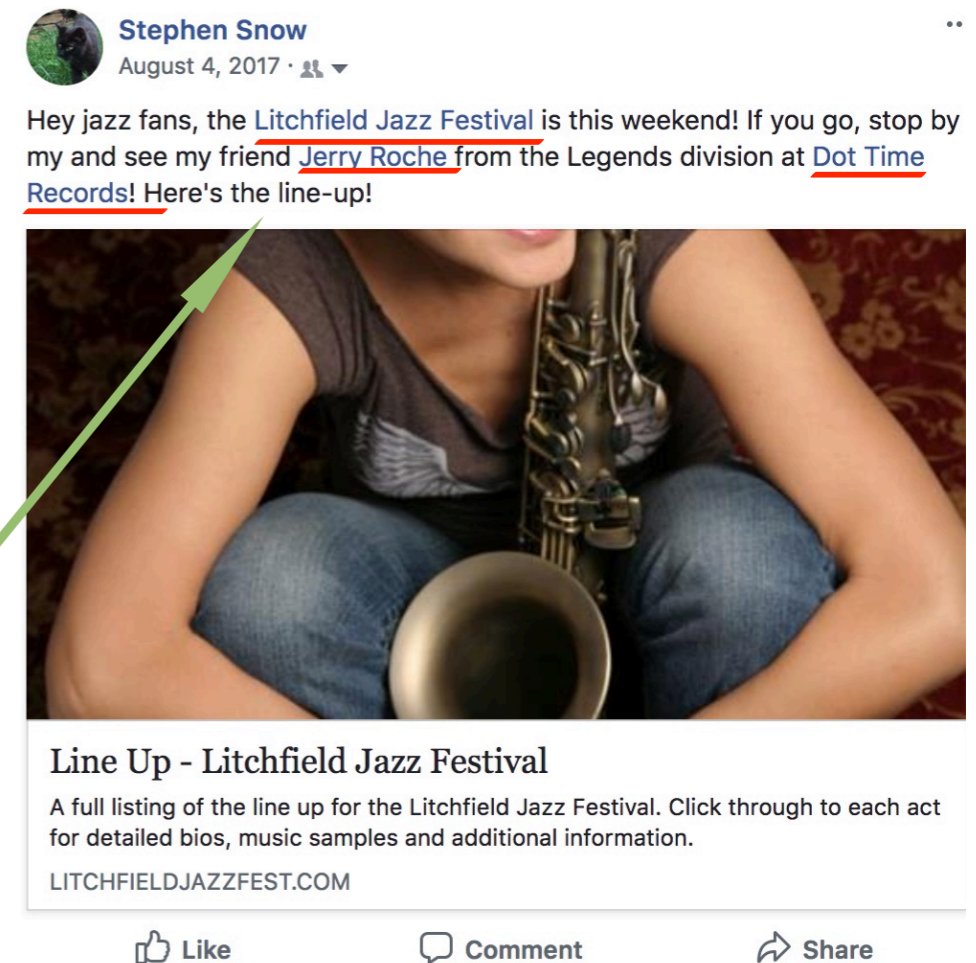 Stephen Snow
August 4, 2017 ·
Hey jazz fans, the Litchfield Jazz Festival is this weekend! If you go, stop by
my and see my friend Jerry Roche from the Legends division at Dot Time
Records! Here's the line-up!
Line Up - Litchfield Jazz Festival
A full listing of the line up for the Litchfield Jazz Festival. Click through to each act
for detailed bios, music samples and additional information.
LITCHFIELDJAZZFEST.COM
Like Comment Share